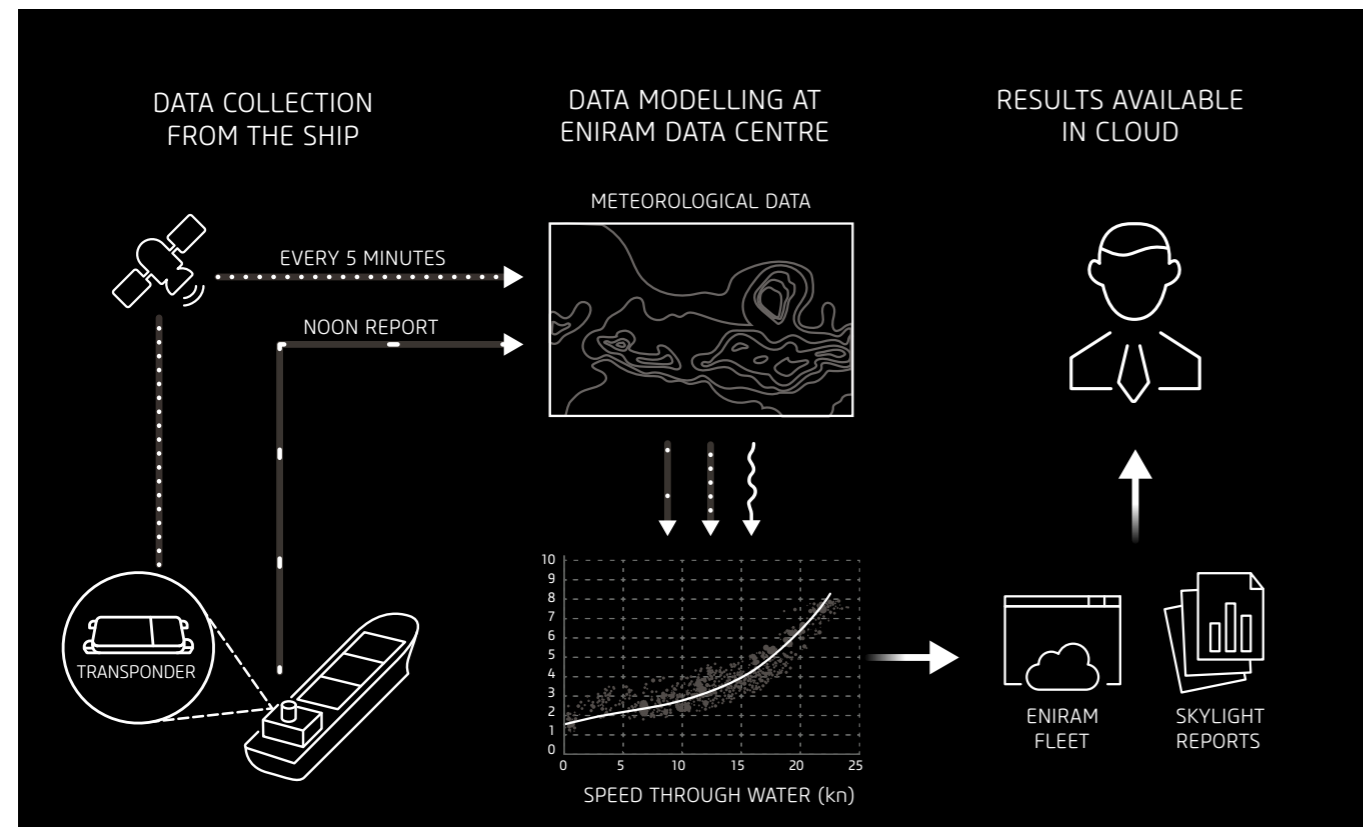 DATA COLLECTION
FROM THE SHIP
DATA MODELLING AT
ENIRAM DATA CENTRE
RESULTS AVAILABLE
IN CLOUD
METEOROLOGICAL DATA
EVERY 5 MINUTES
NOON REPORT
TRANSPONDER
10
9
8
7
6
5
4
3
2
1
0
0 5 10 15 20 25
SPEED THROUGH WATER (kn)
ENIRAM
FLEET
SKYLIGHT
REPORTS